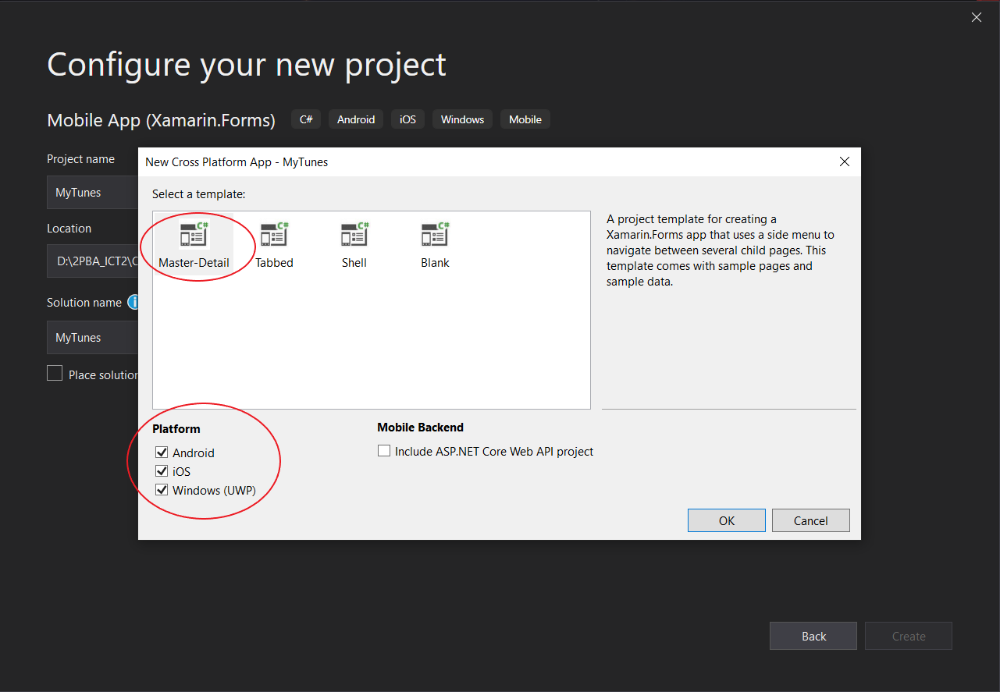 Configure your new project
Mobile App (Xamarin.Forms) C# Android iOS Windows Mobile
Project name
MyTunes
Location
D:\2PBA_ICT2\C
Solution name
MyTunes
Place solution
New Cross Platform App - MyTunes
Select a template:
C# C# C# C#
Master-Detail Tabbed Shell Blank
A project template for creating a
Xamarin.Forms app that uses a side menu to
navigate between several child pages. This
template comes with sample pages and
sample data.
Platform
Android
iOS
Windows (UWP)
Mobile Backend
Include ASP.NET Core Web API project
OK Cancel
Back Create